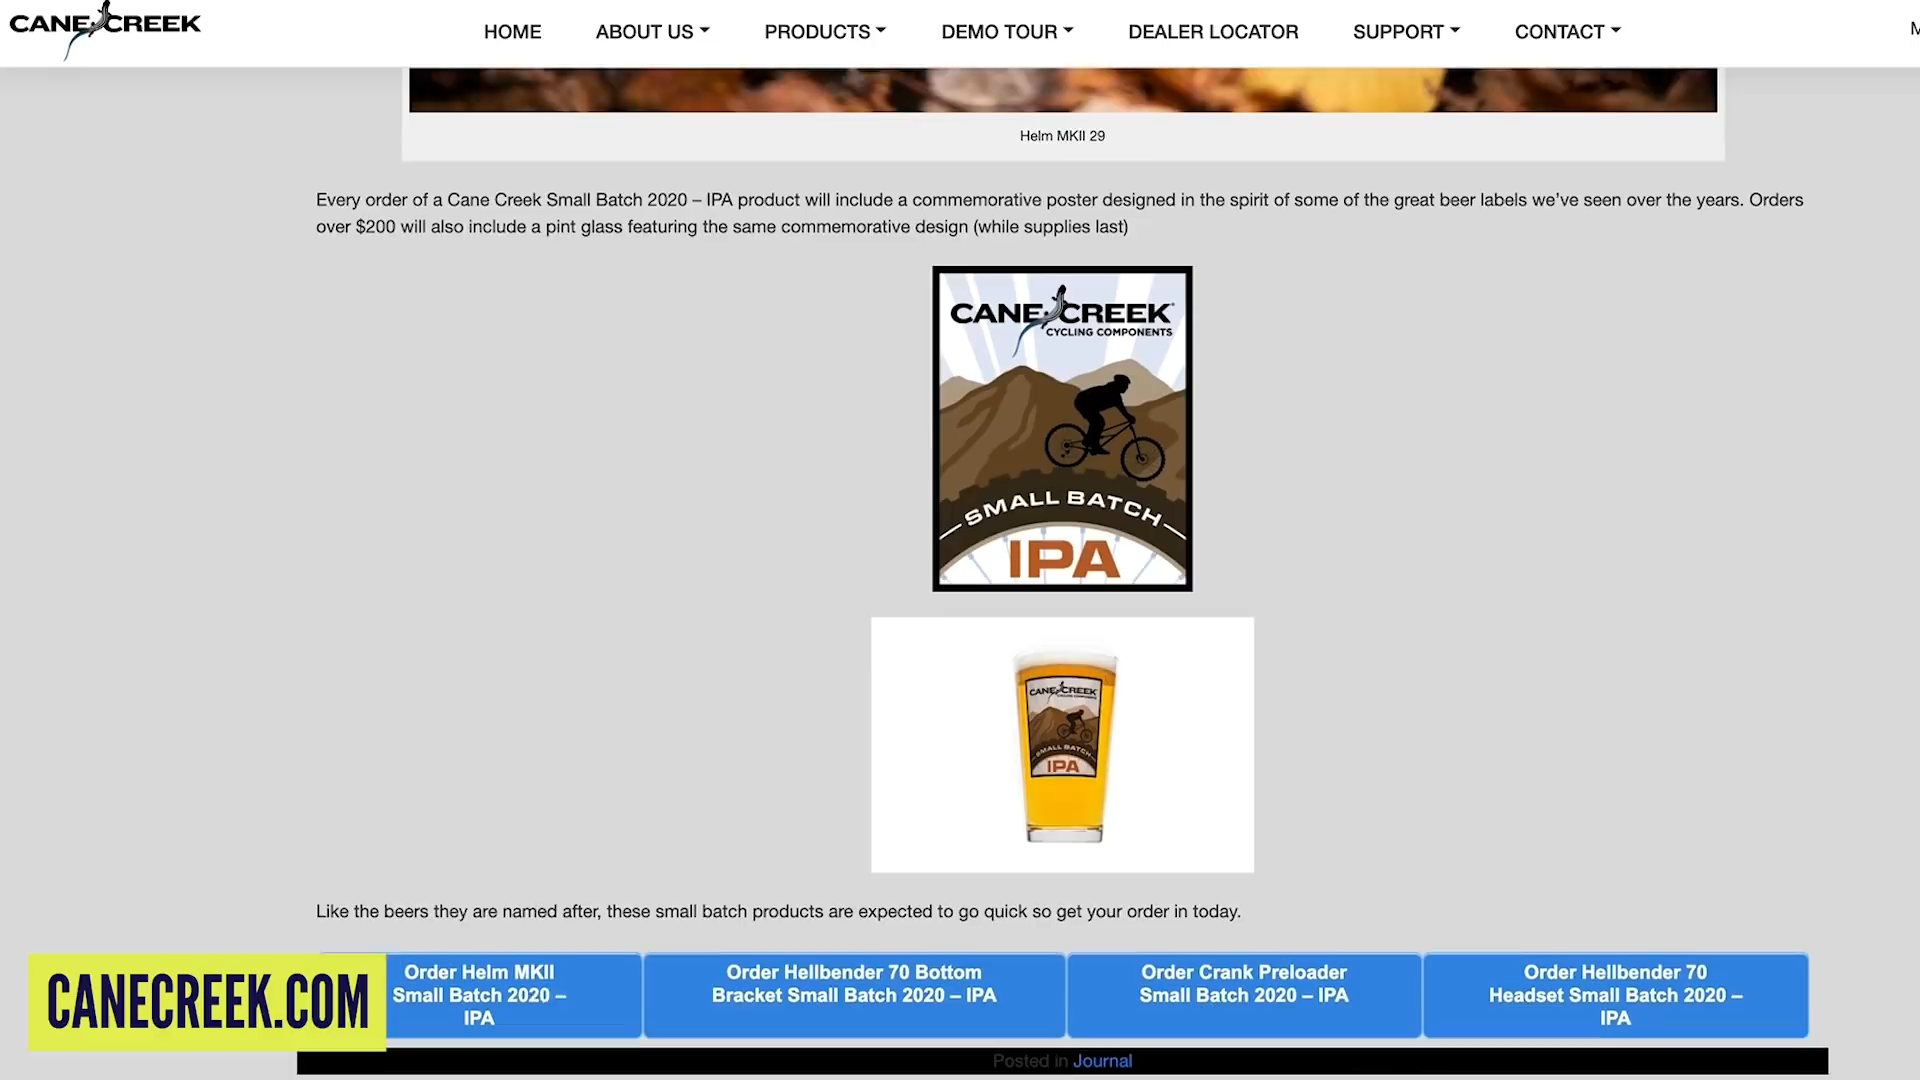 CANE CREEK
HOME
ABOUT US
PRODUCTS
DEMO TOUR
DEALER LOCATOR
SUPPORT
CONTACT
Helm MKII 29
Every order of a Cane Creek Small Batch 2020 – IPA product will include a commemorative poster designed in the spirit of some of the great beer labels we’ve seen over the years. Orders
over $200 will also include a pint glass featuring the same commemorative design (while supplies last)
CANE CREEK
CYCLING COMPONENTS
SMALL BATCH
IPA
CANE CREEK
SMALL BATCH
IPA
Like the beers they are named after, these small batch products are expected to go quick so get your order in today.
Order Helm MKII
Small Batch 2020 –
IPA
Order Hellbender 70 Bottom
Bracket Small Batch 2020 – IPA
Order Crank Preloader
Small Batch 2020 – IPA
Order Hellbender 70
Headset Small Batch 2020 –
IPA
CANECREEK.COM
Posted in Journal